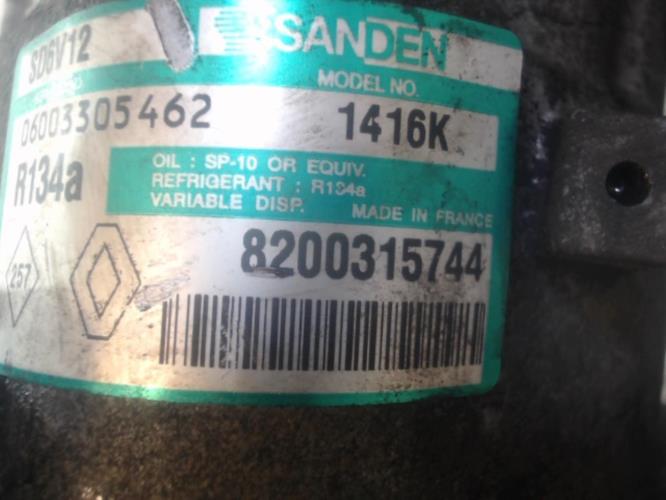 SD6V12
SANDEN
MODEL NO.
06003305462
1416K
R134a
OIL : SP-10 OR EQUIV.
REFRIGERANT : R134a
VARIABLE DISP. MADE IN FRANCE
257
8200315744